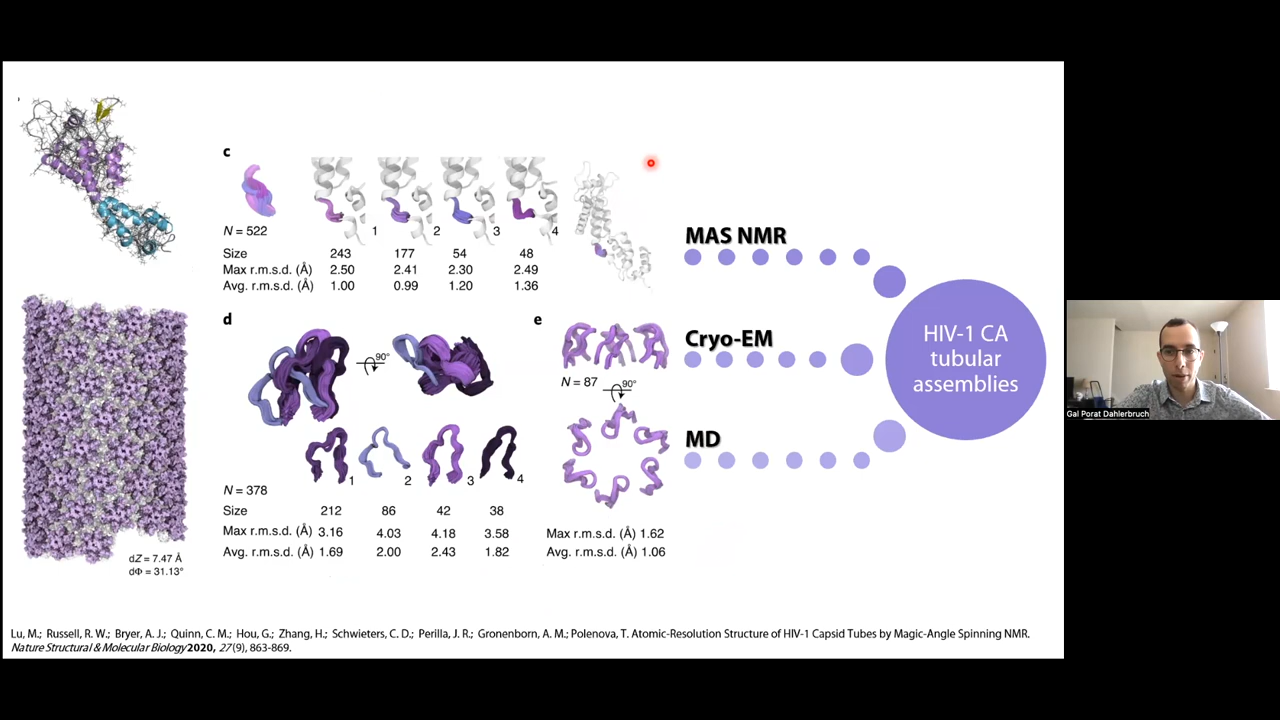 c
N = 522
1 2 3 4
Size 243 177 54 48
Max r.m.s.d. (Å) 2.50 2.41 2.30 2.49
Avg. r.m.s.d. (Å) 1.00 0.99 1.20 1.36
d
90°
1 2 3 4
N = 378
Size 212 86 42 38
Max r.m.s.d. (Å) 3.16 4.03 4.18 3.58
Avg. r.m.s.d. (Å) 1.69 2.00 2.43 1.82
e
N = 87
90°
Max r.m.s.d. (Å) 1.62
Avg. r.m.s.d. (Å) 1.06
dZ = 7.47 Å
dΦ = 31.13°
MAS NMR
Cryo-EM
MD
HIV-1 CA
tubular
assemblies
Gal Porat Dahlerbruch
Lu, M.; Russell, R. W.; Bryer, A. J.; Quinn, C. M.; Hou, G.; Zhang, H.; Schwieters, C. D.; Perilla, J. R.; Gronenborn, A. M.; Polenova, T. Atomic-Resolution Structure of HIV-1 Capsid Tubes by Magic-Angle Spinning NMR.
Nature Structural & Molecular Biology 2020, 27 (9), 863-869.